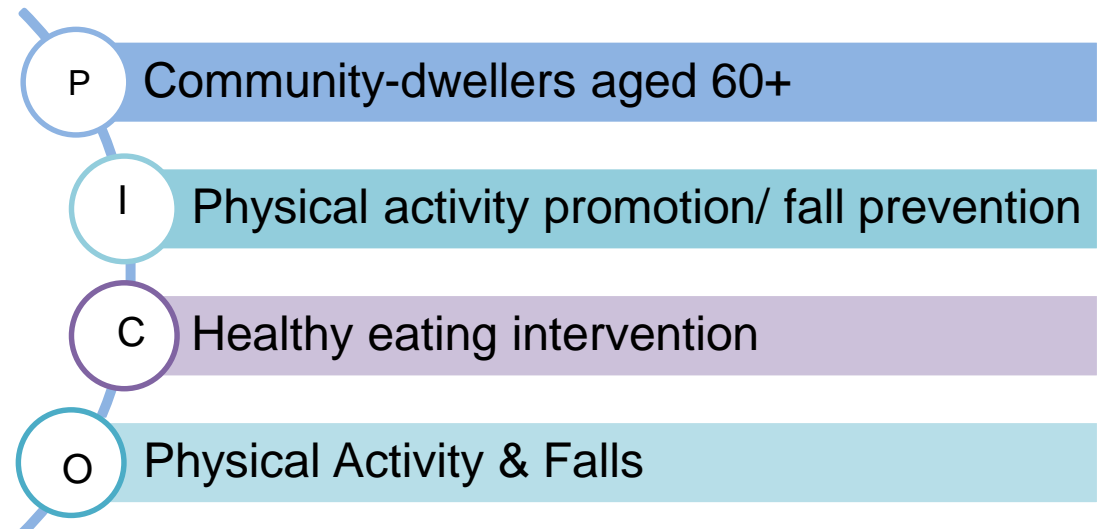 P Community-dwellers aged 60+
I Physical activity promotion/ fall prevention
C Healthy eating intervention
O Physical Activity & Falls